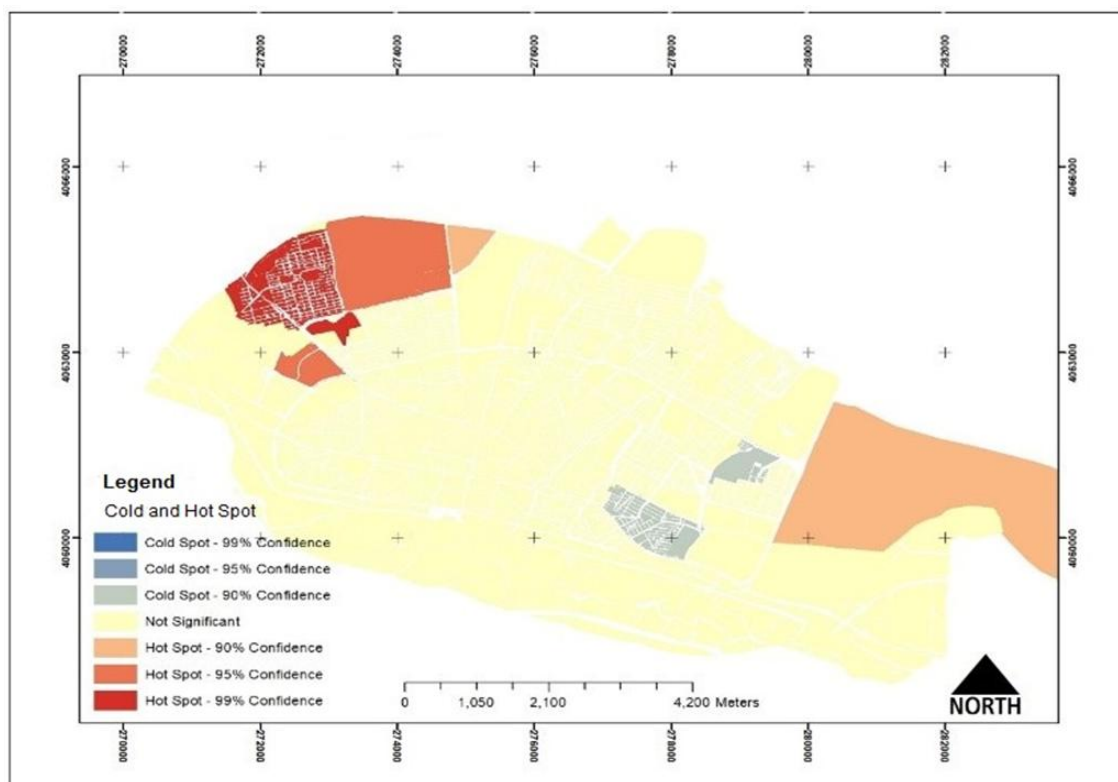 270000 272000 274000 276000 278000 280000 282000
4066000 4066000
4063000 4063000
4060000 4060000
Legend
Cold and Hot Spot
Cold Spot - 99% Confidence
Cold Spot - 95% Confidence
Cold Spot - 90% Confidence
Not Significant
Hot Spot - 90% Confidence
Hot Spot - 95% Confidence
Hot Spot - 99% Confidence
0 1,050 2,100 4,200 Meters
NORTH
270000 272000 274000 276000 278000 280000 282000